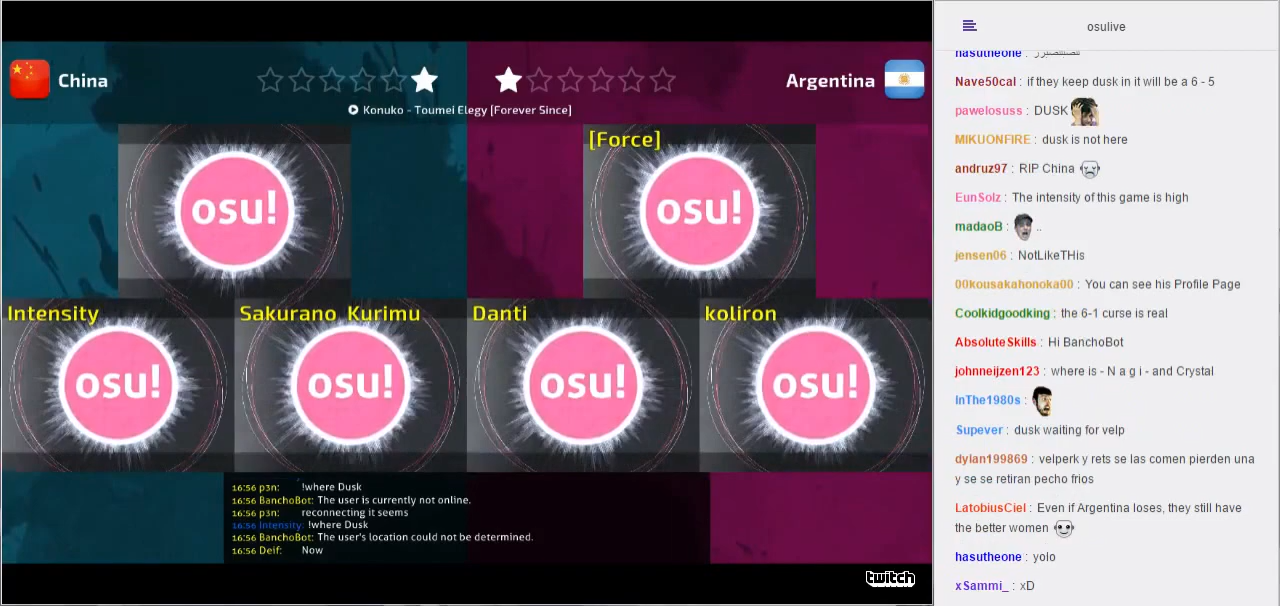 China
Argentina
Konuko - Toumei Elegy [Forever Since]
osu!
[Force]
osu!
Intensity
osu!
Sakurano_Kurimu
osu!
Danti
osu!
koliron
osu!
16:56 p3n: !where Dusk
16:56 BanchoBot: The user is currently not online.
16:56 p3n: reconnecting it seems
16:56 Intensity: !where Dusk
16:56 BanchoBot: The user's location could not be determined.
16:56 Deif: Now
twitch
osulive
hasutheone :
Nave50cal : if they keep dusk in it will be a 6 - 5
pawelosuss : DUSK
MIKUONFIRE : dusk is not here
andruz97 : RIP China
EunSolz : The intensity of this game is high
madaoB : ..
jensen06 : NotLikeTHis
00kousakahonoka00 : You can see his Profile Page
Coolkidgoodking : the 6-1 curse is real
AbsoluteSkills : Hi BanchoBot
johnneijzen123 : where is - N a g i - and Crystal
InThe1980s :
Supever : dusk waiting for velp
dylan199869 : velperk y rets se las comen pierden una
y se se retiran pecho frios
LatobiusCiel : Even if Argentina loses, they still have
the better women
hasutheone : yolo
xSammi_ : xD